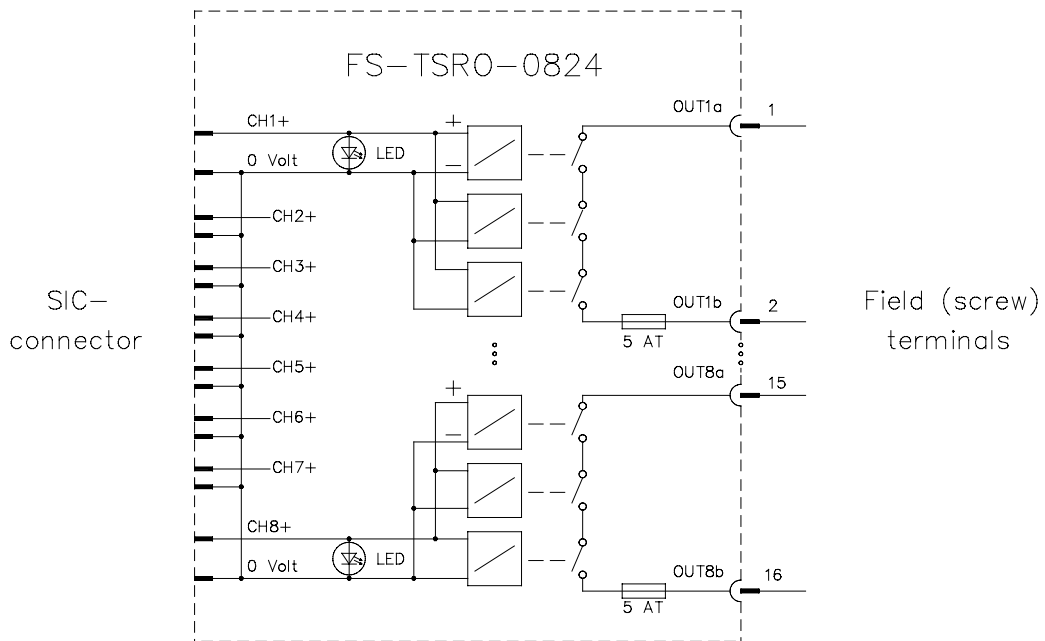 FS-TSRO-0824
CH1+
LED
0 Volt
CH2+
CH3+
CH4+
CH5+
CH6+
CH7+
CH8+
LED
0 Volt
+
−
+
−
OUT1a
1
OUT1b
2
5 AT
OUT8a
15
OUT8b
16
5 AT
SIC-
connector
Field (screw)
terminals